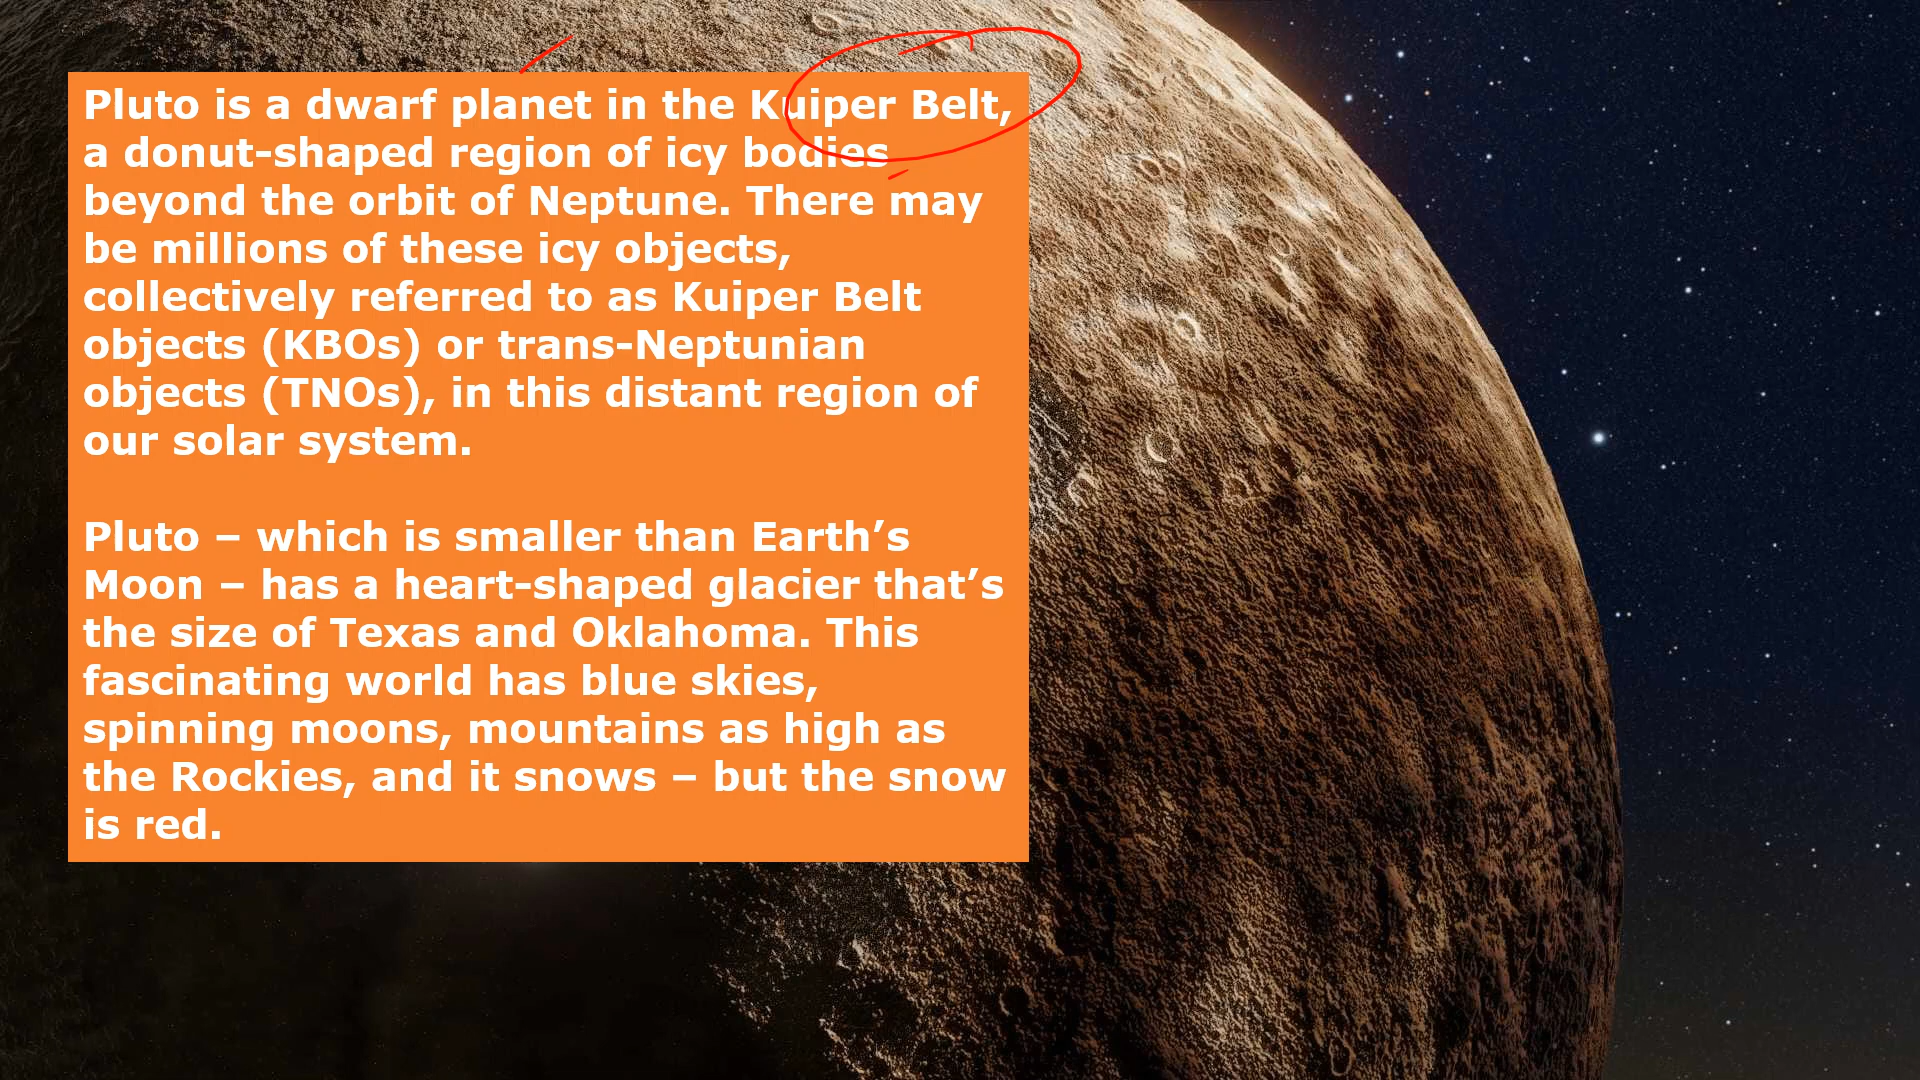 Pluto is a dwarf planet in the Kuiper Belt,
a donut-shaped region of icy bodies
beyond the orbit of Neptune. There may
be millions of these icy objects,
collectively referred to as Kuiper Belt
objects (KBOs) or trans-Neptunian
objects (TNOs), in this distant region of
our solar system.
Pluto – which is smaller than Earth’s
Moon – has a heart-shaped glacier that’s
the size of Texas and Oklahoma. This
fascinating world has blue skies,
spinning moons, mountains as high as
the Rockies, and it snows – but the snow
is red.